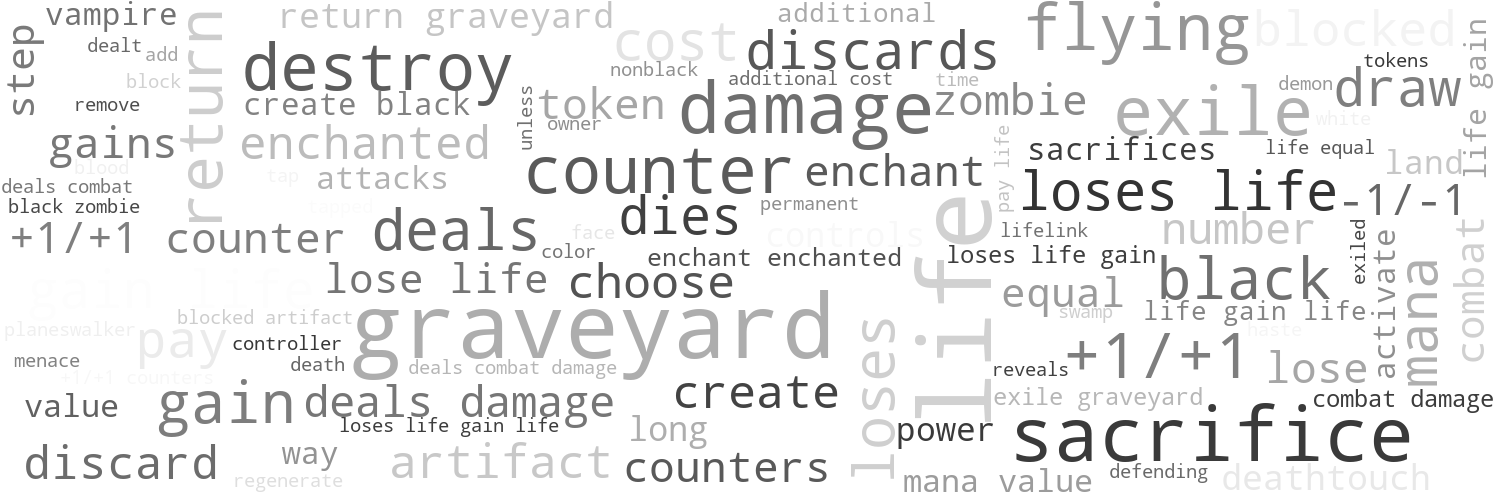 vampire
return graveyard
additional
flying
blocked
step
dealt
add
return
cost
discards
tokens
life gain
block
destroy
nonblack
additional cost
time
demon
draw
remove
create black
unless
token
owner
damage
zombie
exile
white
gains
enchanted
pay life
sacrifices
life equal
land
blood
tap
attacks
counter
enchant
deals combat
black zombie
tapped
permanent
loses life
-1/-1
+1/+1 counter
deals
dies
face
color
controls
enchant enchanted
life
lifelink
number
exiled
activate
combat
loses life gain
black
mana
gain life
lose life
choose
equal
swamp
life gain life
haste
planeswalker
blocked artifact
pay
controller
graveyard
loses
menace
death
deals combat damage
reveals
+1/+1
lose
+1/+1 counters
value
gain
deals damage
create
exile graveyard
combat damage
loses life gain life
long
power
sacrifice
discard
way
regenerate
artifact
counters
mana value
defending
deathtouch